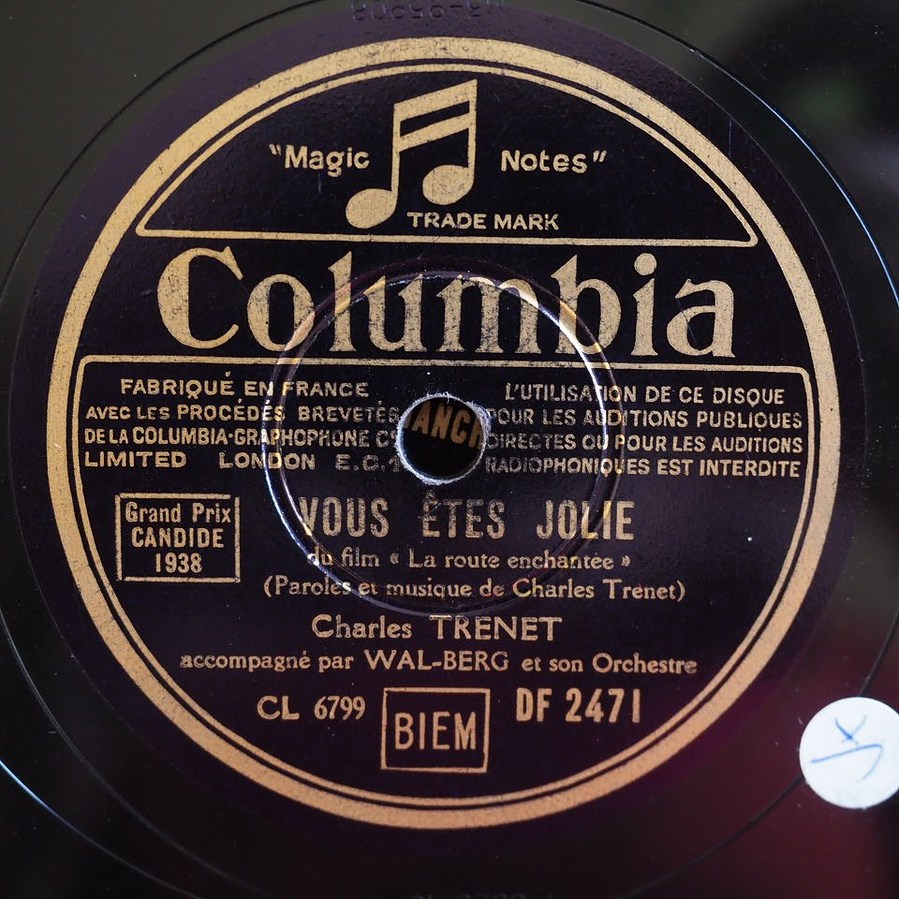 "Magic Notes"
TRADE MARK
Columbia
FABRIQUÉ EN FRANCE
AVEC LES PROCÉDÉS BREVETÉS
DE LA COLUMBIA-GRAPHOPHONE Cº
LIMITED LONDON E.C.1
L'UTILISATION DE CE DISQUE
POUR LES AUDITIONS PUBLIQUES
DIRECTES OU POUR LES AUDITIONS
RADIOPHONIQUES EST INTERDITE
Grand Prix
CANDIDE
1938
VOUS ÊTES JOLIE
du film « La route enchantée »
(Paroles et musique de Charles Trenet)
Charles TRENET
accompagné par WAL-BERG et son Orchestre
CL 6799
BIEM
DF 2471